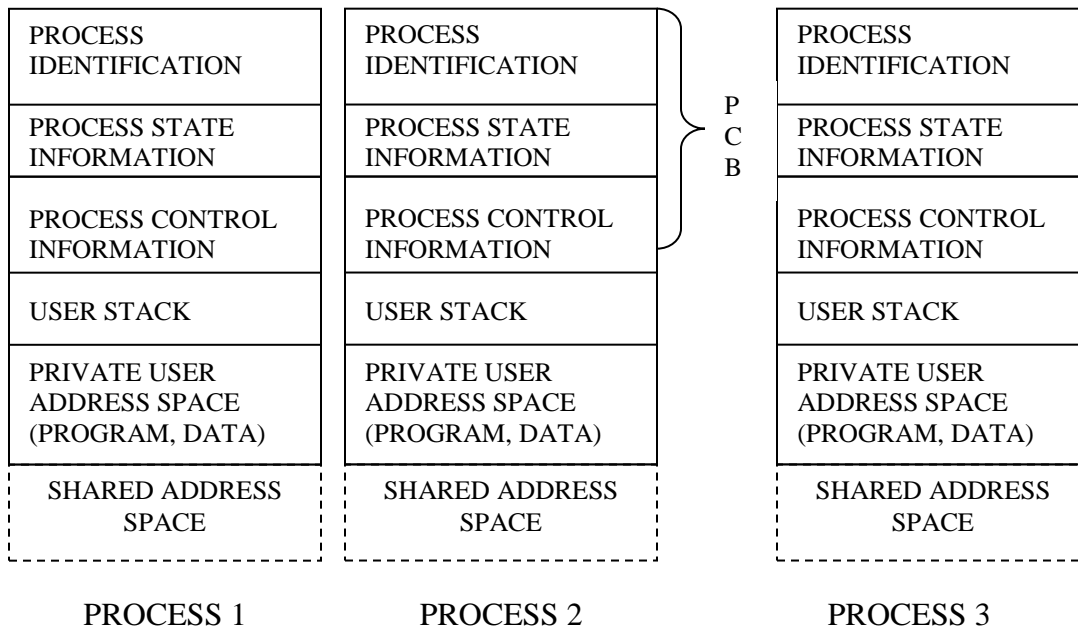 PROCESS
IDENTIFICATION
PROCESS STATE
INFORMATION
PROCESS CONTROL
INFORMATION
USER STACK
PRIVATE USER
ADDRESS SPACE
(PROGRAM, DATA)
SHARED ADDRESS
SPACE
PROCESS 1
PROCESS
IDENTIFICATION
PROCESS STATE
INFORMATION
PROCESS CONTROL
INFORMATION
USER STACK
PRIVATE USER
ADDRESS SPACE
(PROGRAM, DATA)
SHARED ADDRESS
SPACE
PROCESS 2
P
C
B
PROCESS
IDENTIFICATION
PROCESS STATE
INFORMATION
PROCESS CONTROL
INFORMATION
USER STACK
PRIVATE USER
ADDRESS SPACE
(PROGRAM, DATA)
SHARED ADDRESS
SPACE
PROCESS 3